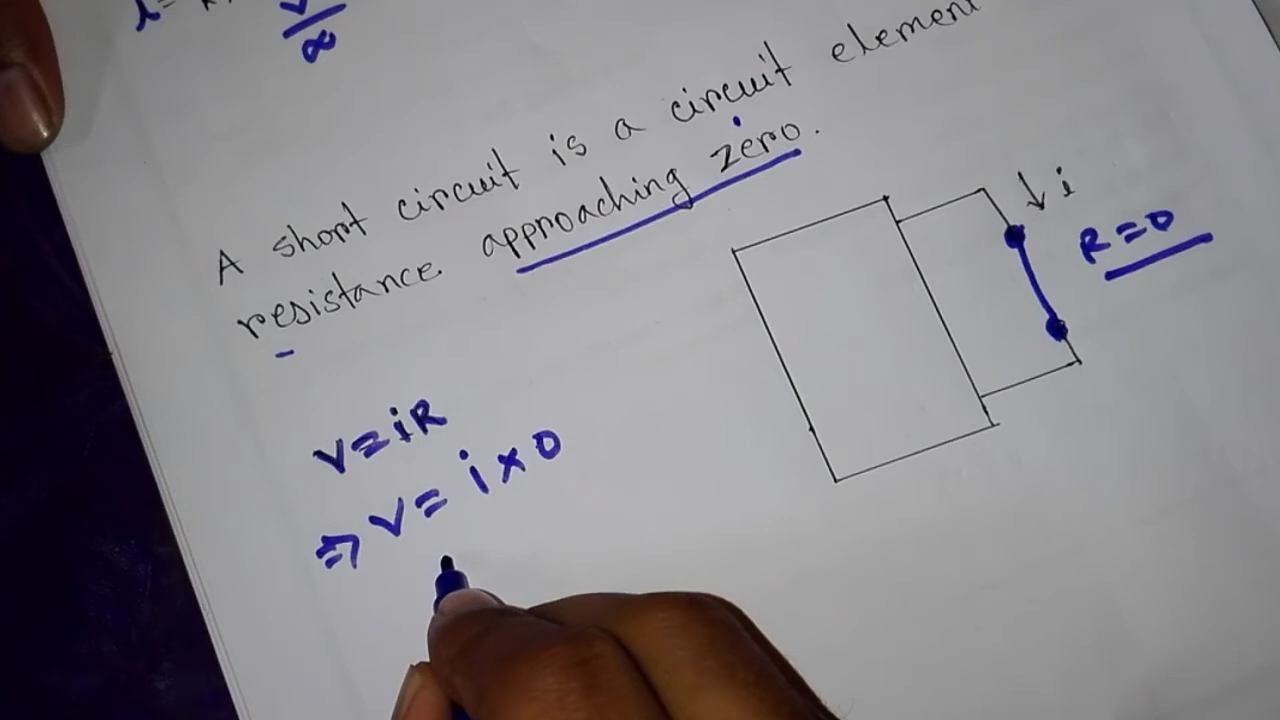 V
∞
A short circuit is a circuit element
resistance approaching zero.
↓ i
R=0
V=iR
⇒ V= i×0